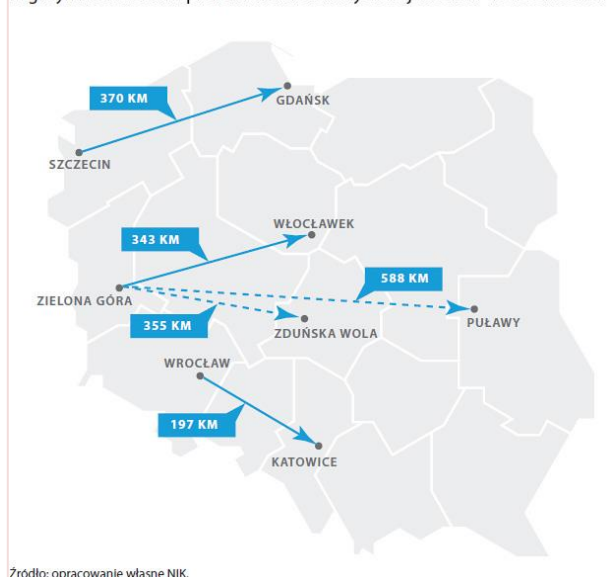 370 KM
GDAŃSK
SZCZECIN
WŁOCŁAWEK
343 KM
588 KM
ZIELONA GÓRA
355 KM
ZDUŃSKA WOLA
PUŁAWY
WROCŁAW
197 KM
KATOWICE
Źródło: opracowanie własne NIK.